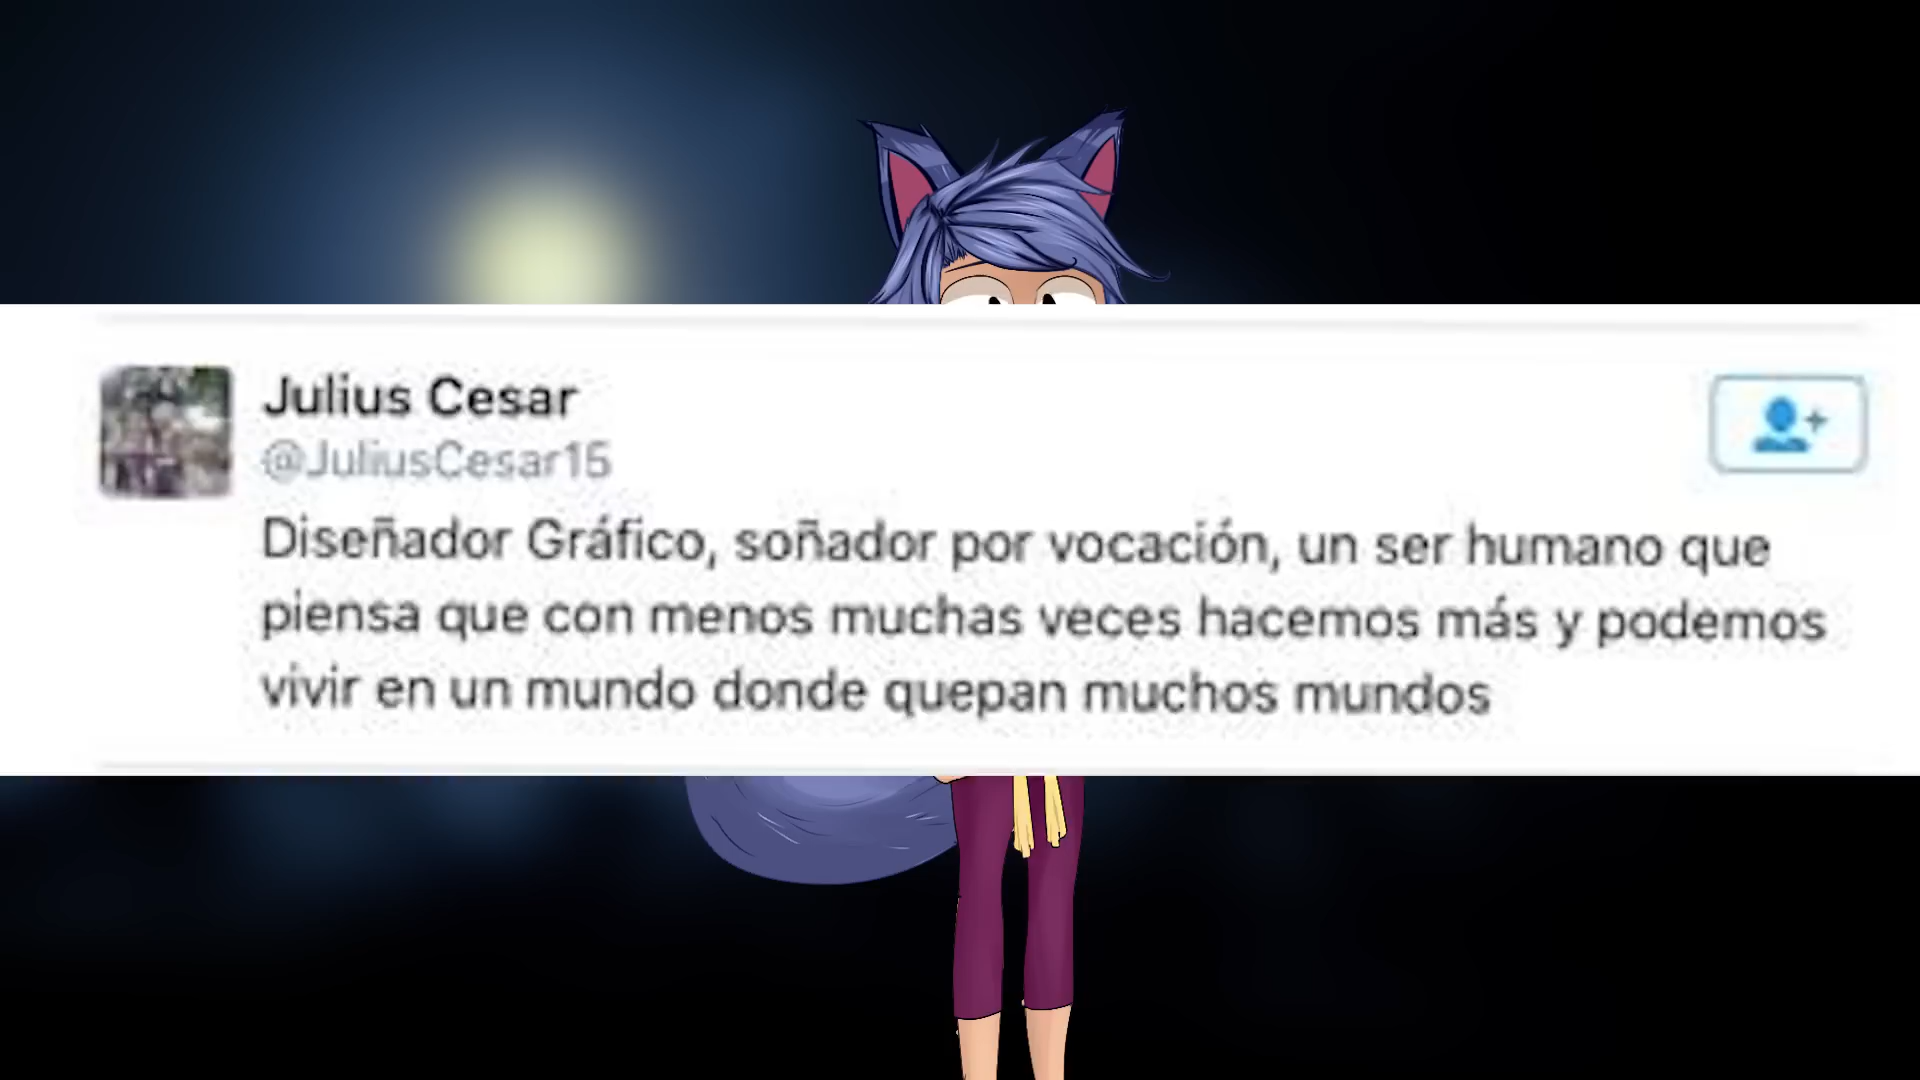 Julius Cesar
@JuliusCesar15
Diseñador Gráfico, soñador por vocación, un ser humano que
piensa que con menos muchas veces hacemos más y podemos
vivir en un mundo donde quepan muchos mundos